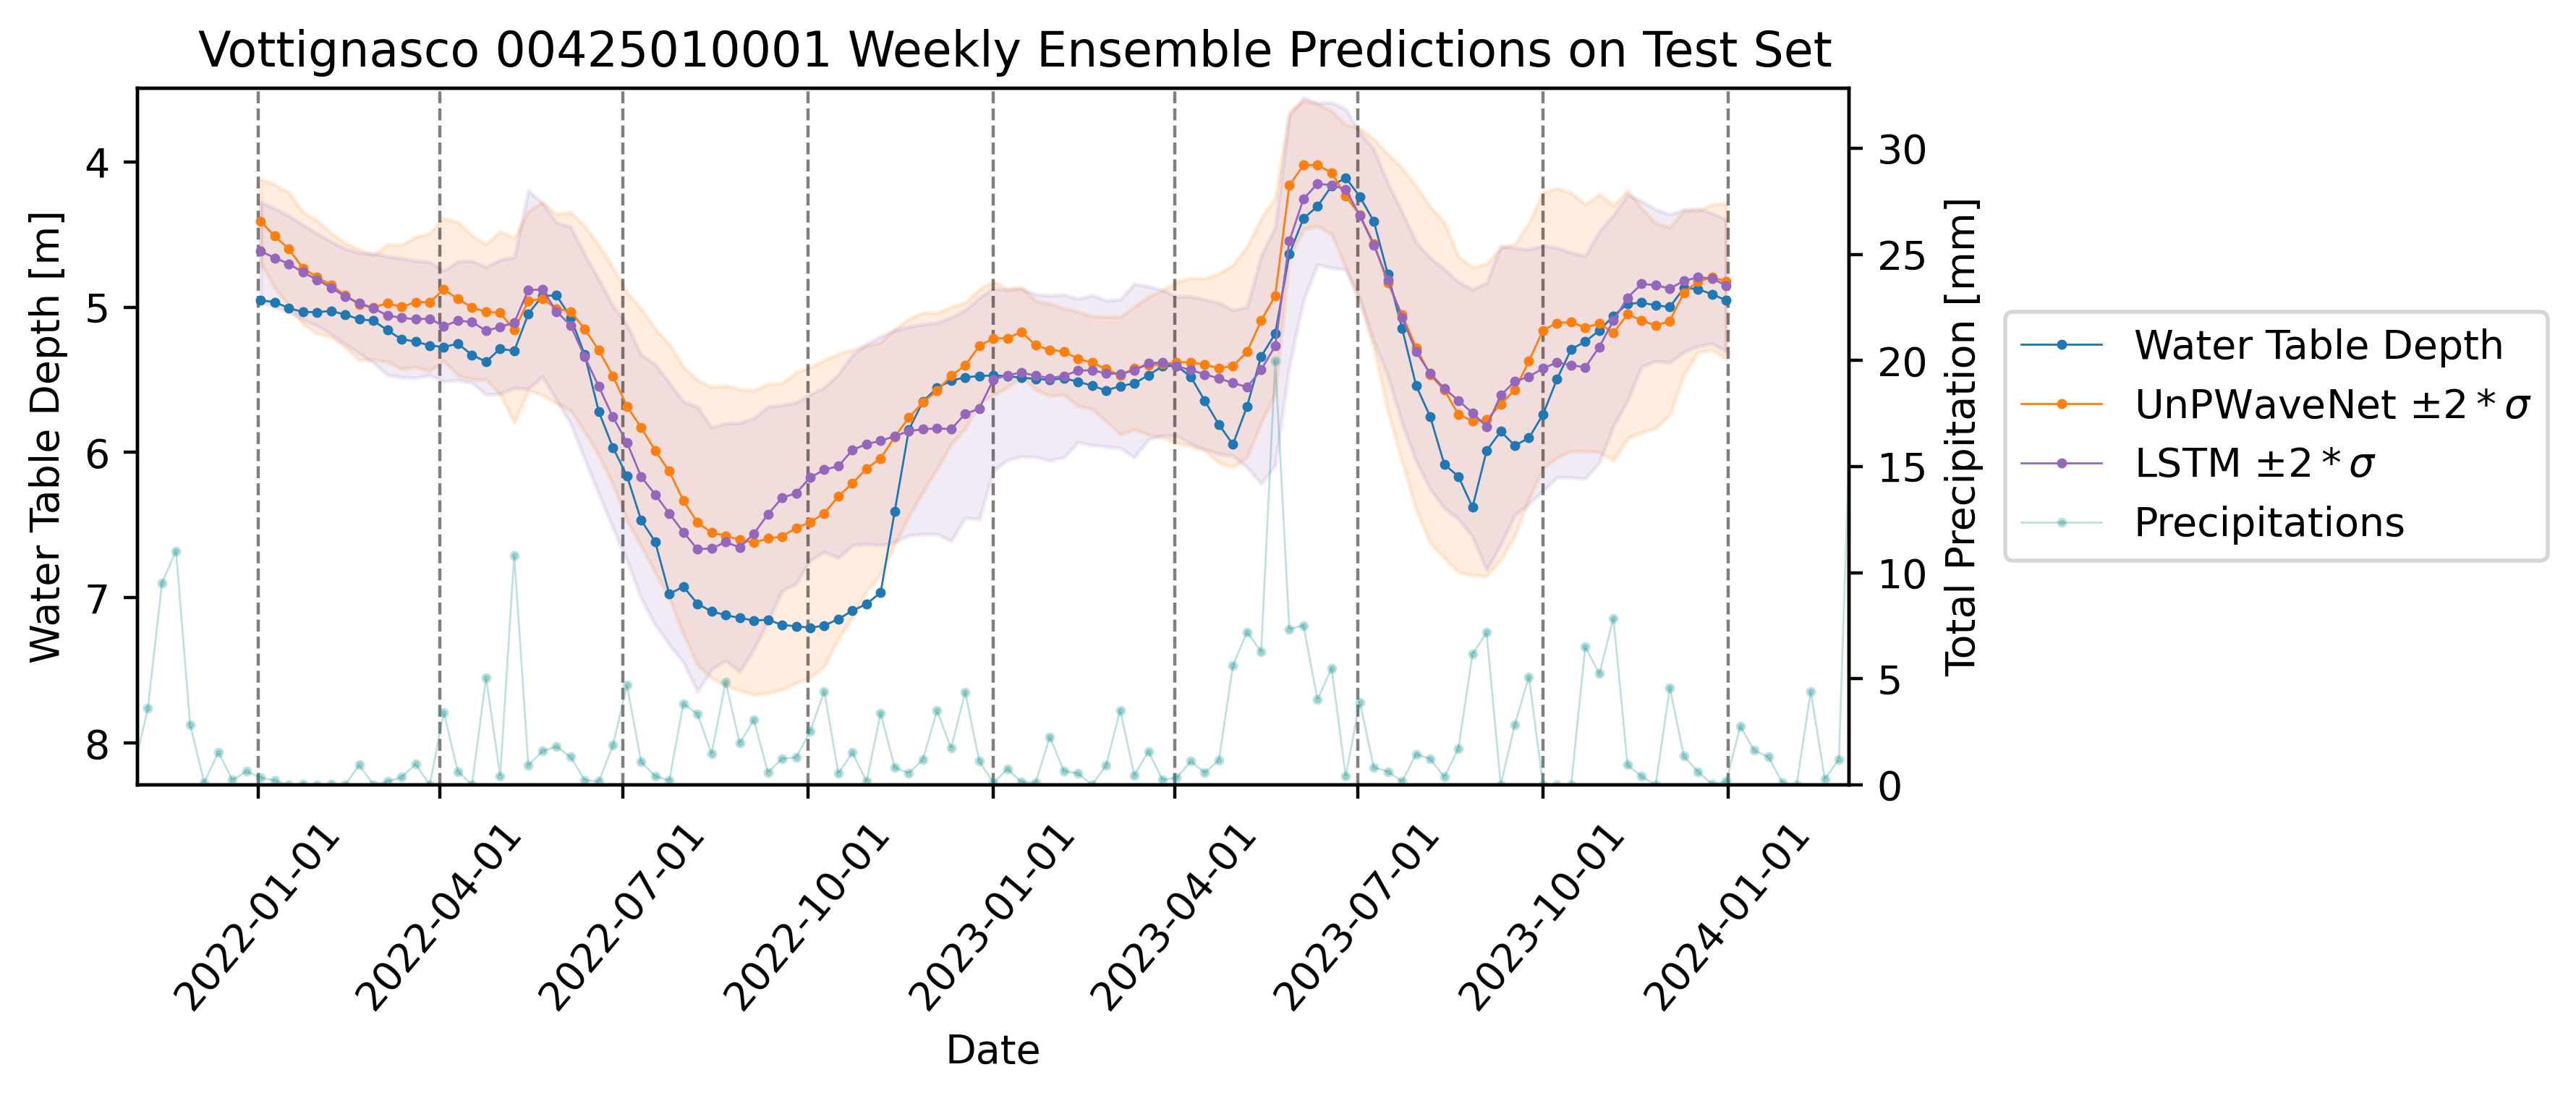 Vottignasco 00425010001 Weekly Ensemble Predictions on Test Set
Water Table Depth [m]
4
5
6
7
8
30
25
20
15
10
5
0
Total Precipitation [mm]
Water Table Depth
UnPWaveNet ±2 * σ
LSTM ±2 * σ
Precipitations
2022-01-01
2022-04-01
2022-07-01
2022-10-01
2023-01-01
2023-04-01
2023-07-01
2023-10-01
2024-01-01
Date